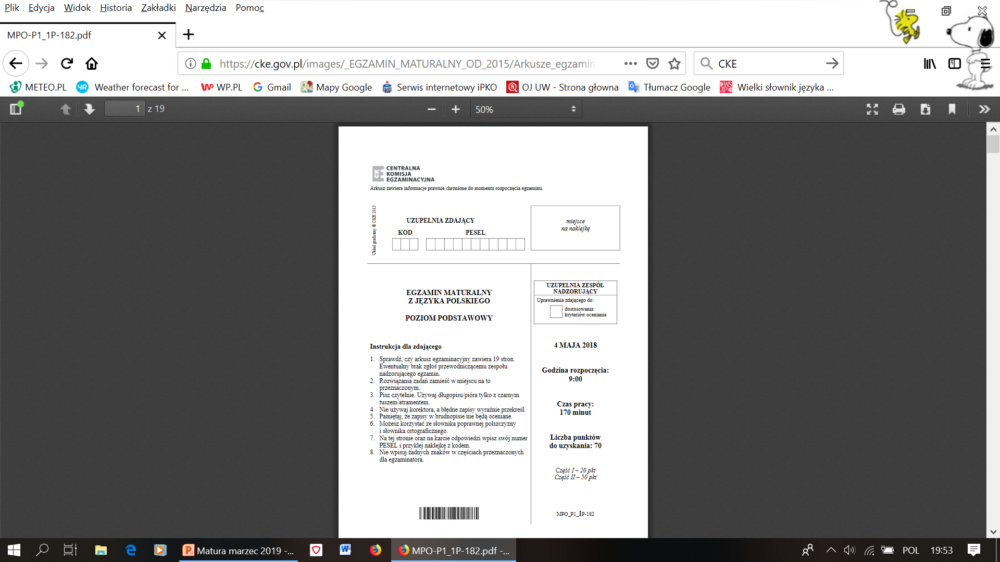 Plik Edycja Widok Historia Zakładki Narzędzia Pomoc
MPO-P1_1P-182.pdf
https://cke.gov.pl/images/_EGZAMIN_MATURALNY_OD_2015/Arkusze_egzamin
CKE
METEO.PL
Weather forecast for ...
WP.PL
Gmail
Mapy Google
Serwis internetowy iPKO
OJ UW - Strona głowna
Tłumacz Google
Wielki słownik języka ...
1 z 19
50%
CK E
CENTRALNA
KOMISJA
EGZAMINACYJNA
Arkusz zawiera informacje prawnie chronione do momentu rozpoczęcia egzaminu.
Układ graficzny © CKE 2013
UZUPEŁNIA ZDAJĄCY
KOD PESEL
miejsce
na naklejkę
EGZAMIN MATURALNY
Z JĘZYKA POLSKIEGO
POZIOM PODSTAWOWY
UZUPEŁNIA ZESPÓŁ
NADZORUJĄCY
Uprawnienia zdającego do:
dostosowania
kryteriów oceniania
Instrukcja dla zdającego
1. Sprawdź, czy arkusz egzaminacyjny zawiera 19 stron.
Ewentualny brak zgłoś przewodniczącemu zespołu
nadzorującego egzamin.
2. Rozwiązania zadań zamieść w miejscu na to
przeznaczonym.
3. Pisz czytelnie. Używaj długopisu/pióra tylko z czarnym
tuszem/atramentem.
4. Nie używaj korektora, a błędne zapisy wyraźnie przekreśl.
5. Pamiętaj, że zapisy w brudnopisie nie będą oceniane.
6. Możesz korzystać ze słownika poprawnej polszczyzny
i słownika ortograficznego.
7. Na tej stronie oraz na karcie odpowiedzi wpisz swój numer
PESEL i przyklej naklejkę z kodem.
8. Nie wpisuj żadnych znaków w częściach przeznaczonych
dla egzaminatora.
4 MAJA 2018
Godzina rozpoczęcia:
9:00
Czas pracy:
170 minut
Liczba punktów
do uzyskania: 70
Część I – 20 pkt
Część II – 50 pkt
MPO_P1_1P-182
Matura marzec 2019 -...
MPO-P1_1P-182.pdf -...
POL
19:53